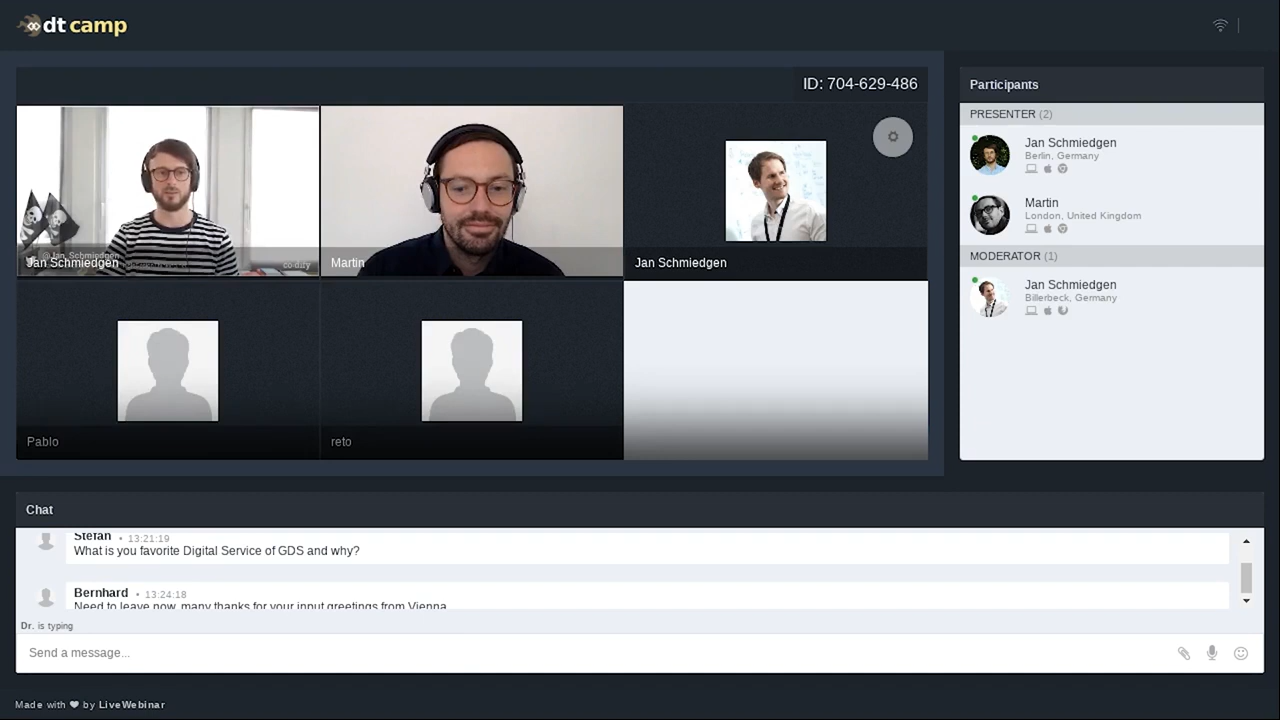 dt camp
ID: 704-629-486
Participants
PRESENTER (2)
Jan Schmiedgen
Berlin, Germany
Martin
London, United Kingdom
MODERATOR (1)
Jan Schmiedgen
Billerbeck, Germany
@Jan_Schmiedgen
Jan Schmiedgen
co:dify
Martin
Jan Schmiedgen
Pablo
reto
Chat
Stefan • 13:21:19
What is you favorite Digital Service of GDS and why?
Bernhard • 13:24:18
Need to leave now, many thanks for your input greetings from Vienna
Dr. is typing
Send a message...
Made with ❤ by LiveWebinar